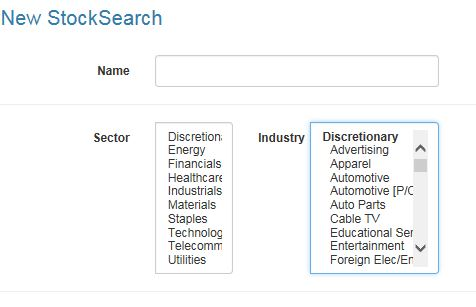 New StockSearch
Name
Sector
Discretion
Energy
Financials
Healthcare
Industrials
Materials
Staples
Technolog
Telecomm
Utilities
Industry
Discretionary
Advertising
Apparel
Automotive
Automotive [P/C
Auto Parts
Cable TV
Educational Ser
Entertainment
Foreign Elec/En